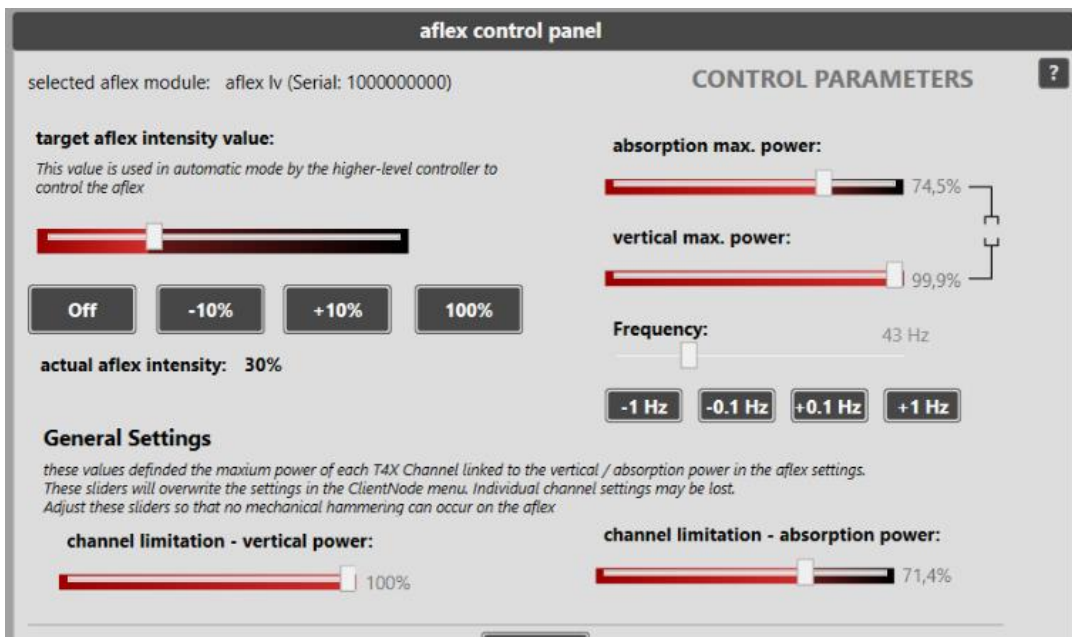 aflex control panel
selected aflex module: aflex lv (Serial: 1000000000)
CONTROL PARAMETERS
?
target aflex intensity value:
This value is used in automatic mode by the higher-level controller to
control the aflex
Off
-10%
+10%
100%
actual aflex intensity: 30%
absorption max. power:
74,5%
vertical max. power:
99,9%
Frequency:
43 Hz
-1 Hz
-0.1 Hz
+0.1 Hz
+1 Hz
General Settings
these values definded the maxium power of each T4X Channel linked to the vertical / absorption power in the aflex settings.
These sliders will overwrite the settings in the ClientNode menu. Individual channel settings may be lost.
Adjust these sliders so that no mechanical hammering can occur on the aflex
channel limitation - vertical power:
100%
channel limitation - absorption power:
71,4%